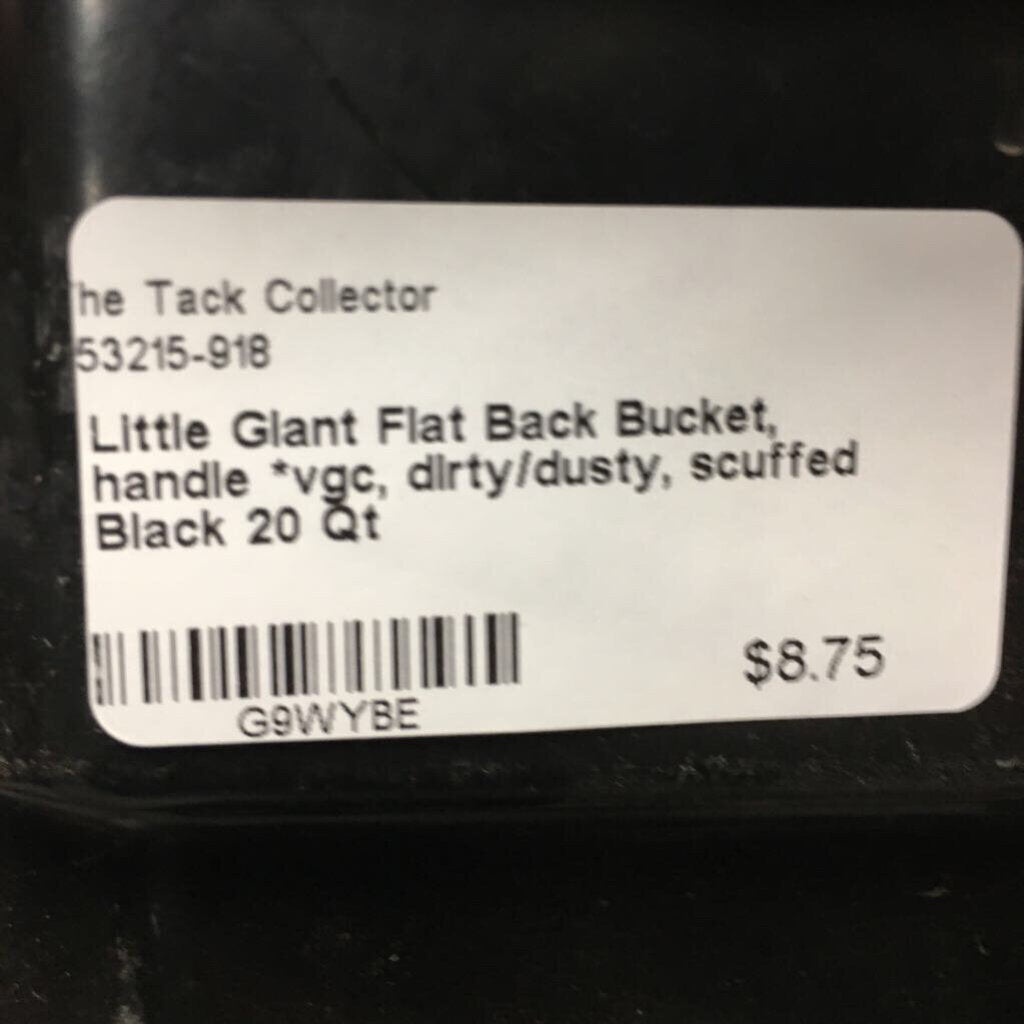 he Tack Collector
53215-918
Little Giant Flat Back Bucket,
handle *vgc, dirty/dusty, scuffed
Black 20 Qt
$8.75
G9WYBE